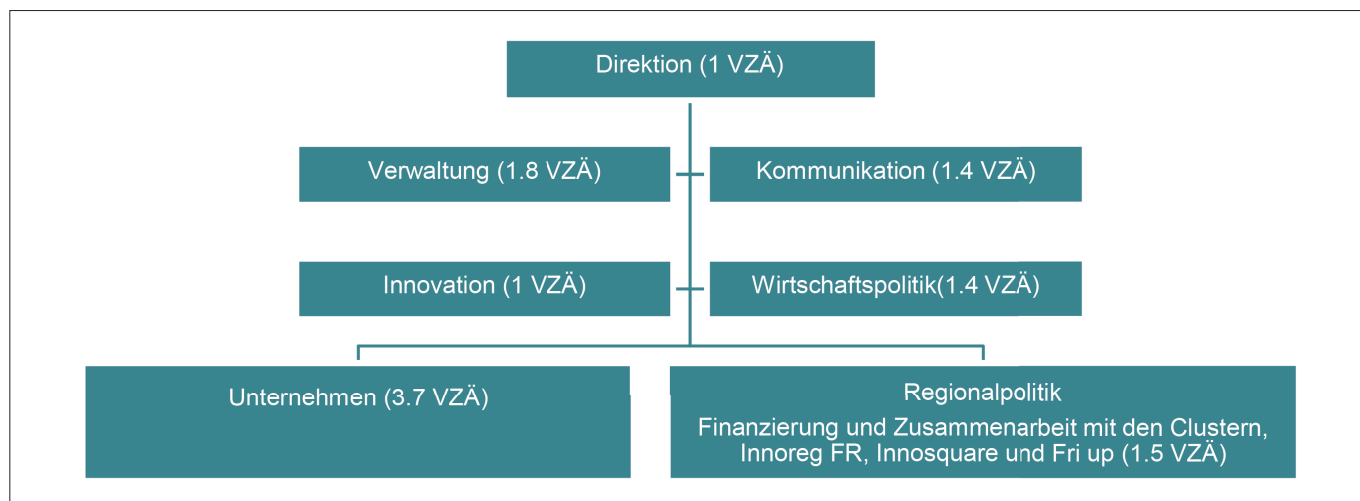 Direktion (1 VZÄ)
Verwaltung (1.8 VZÄ)
Kommunikation (1.4 VZÄ)
Innovation (1 VZÄ)
Wirtschaftspolitik(1.4 VZÄ)
Unternehmen (3.7 VZÄ)
Regionalpolitik
Finanzierung und Zusammenarbeit mit den Clustern,
Innoreg FR, Innosquare und Fri up (1.5 VZÄ)